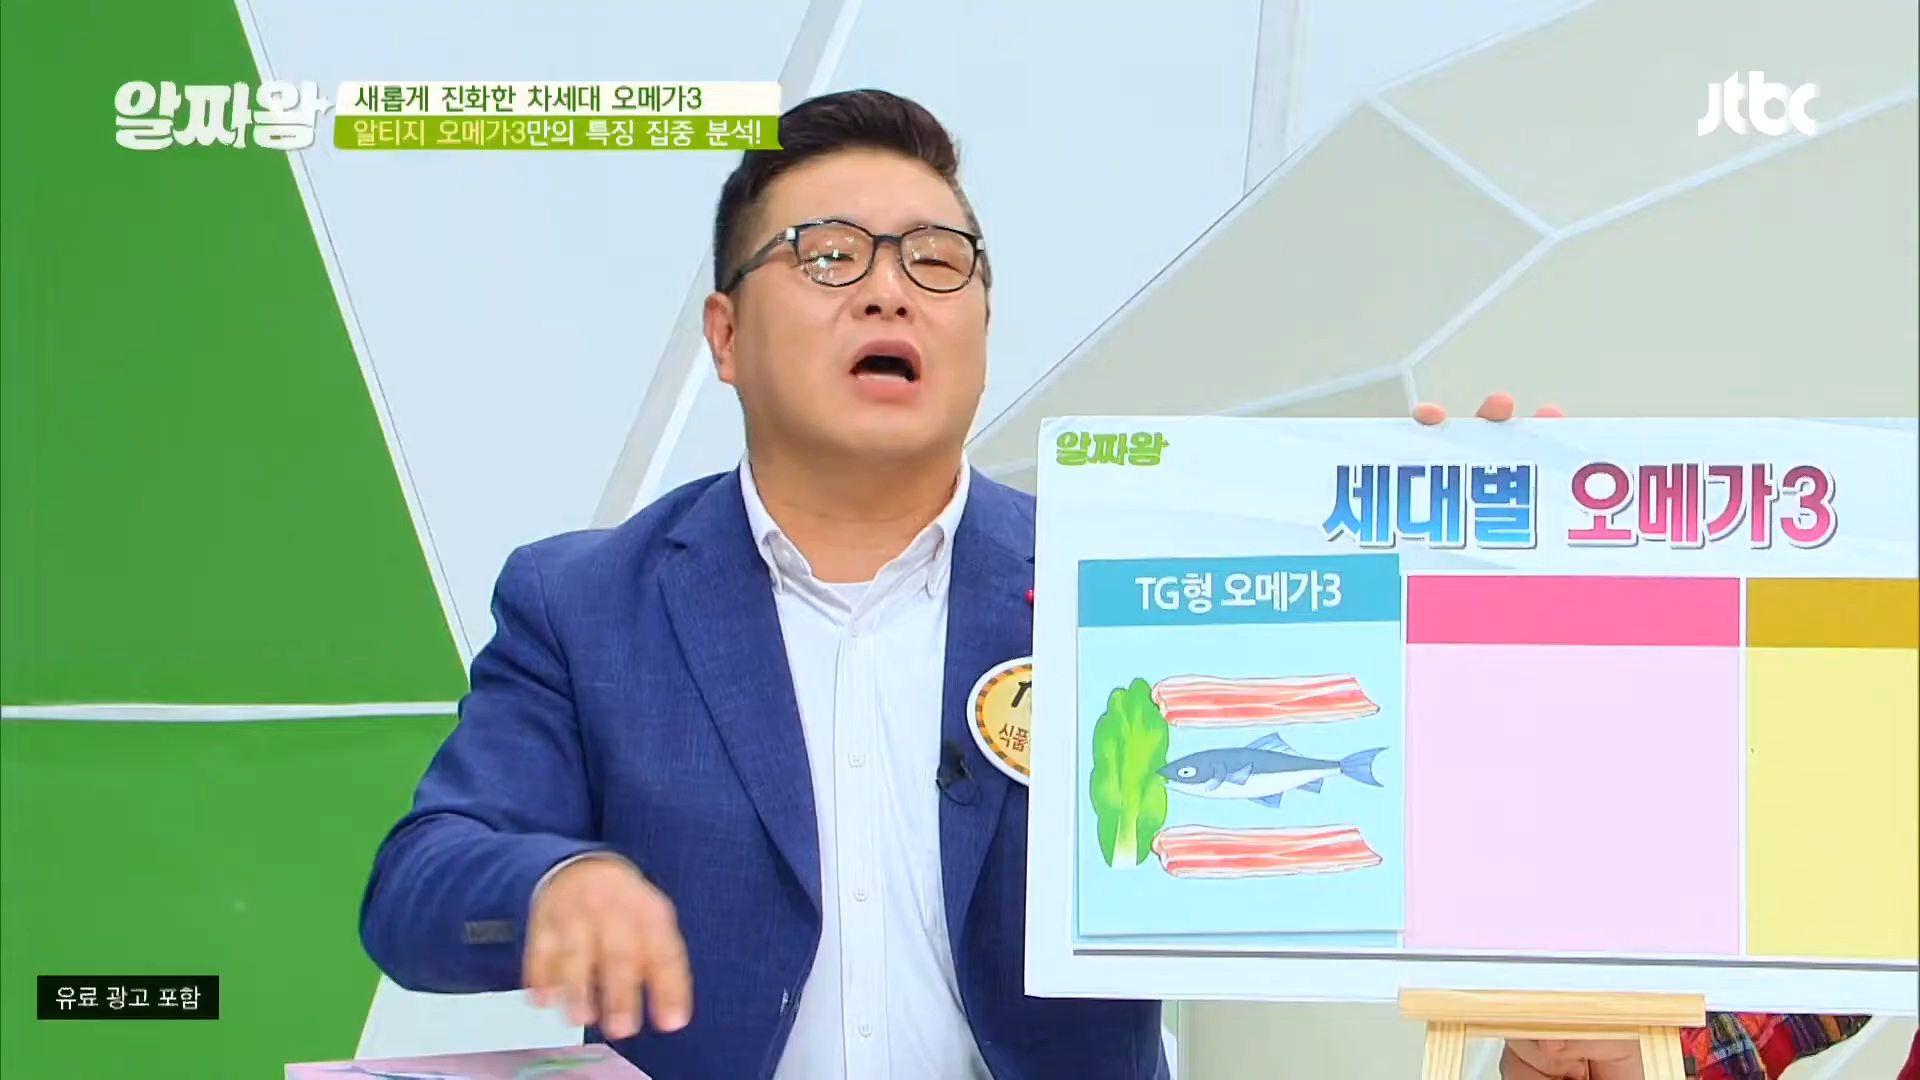 알짜왕
새롭게 진화한 차세대 오메가3
알티지 오메가3만의 특징 집중 분석!
jtbc
알짜왕
세대별 오메가3
TG형 오메가3
식품
유료 광고 포함